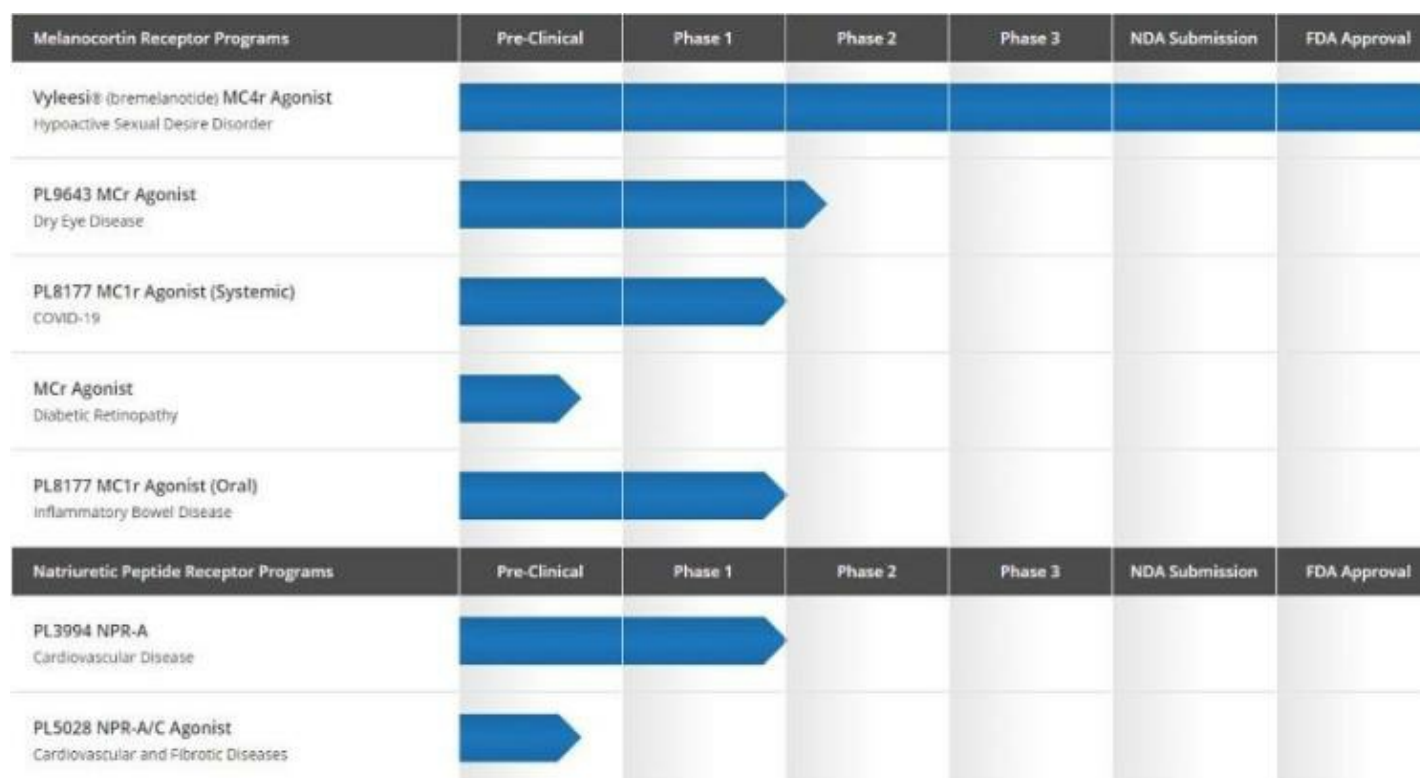 Melanocortin Receptor Programs Pre-Clinical Phase 1 Phase 2 Phase 3 NDA Submission FDA Approval
Vyleesi® (bremelanotide) MC4r Agonist
Hypoactive Sexual Desire Disorder
PL9643 MCr Agonist
Dry Eye Disease
PL8177 MC1r Agonist (Systemic)
COVID-19
MCr Agonist
Diabetic Retinopathy
PL8177 MC1r Agonist (Oral)
Inflammatory Bowel Disease
Natriuretic Peptide Receptor Programs Pre-Clinical Phase 1 Phase 2 Phase 3 NDA Submission FDA Approval
PL3994 NPR-A
Cardiovascular Disease
PL5028 NPR-A/C Agonist
Cardiovascular and Fibrotic Diseases